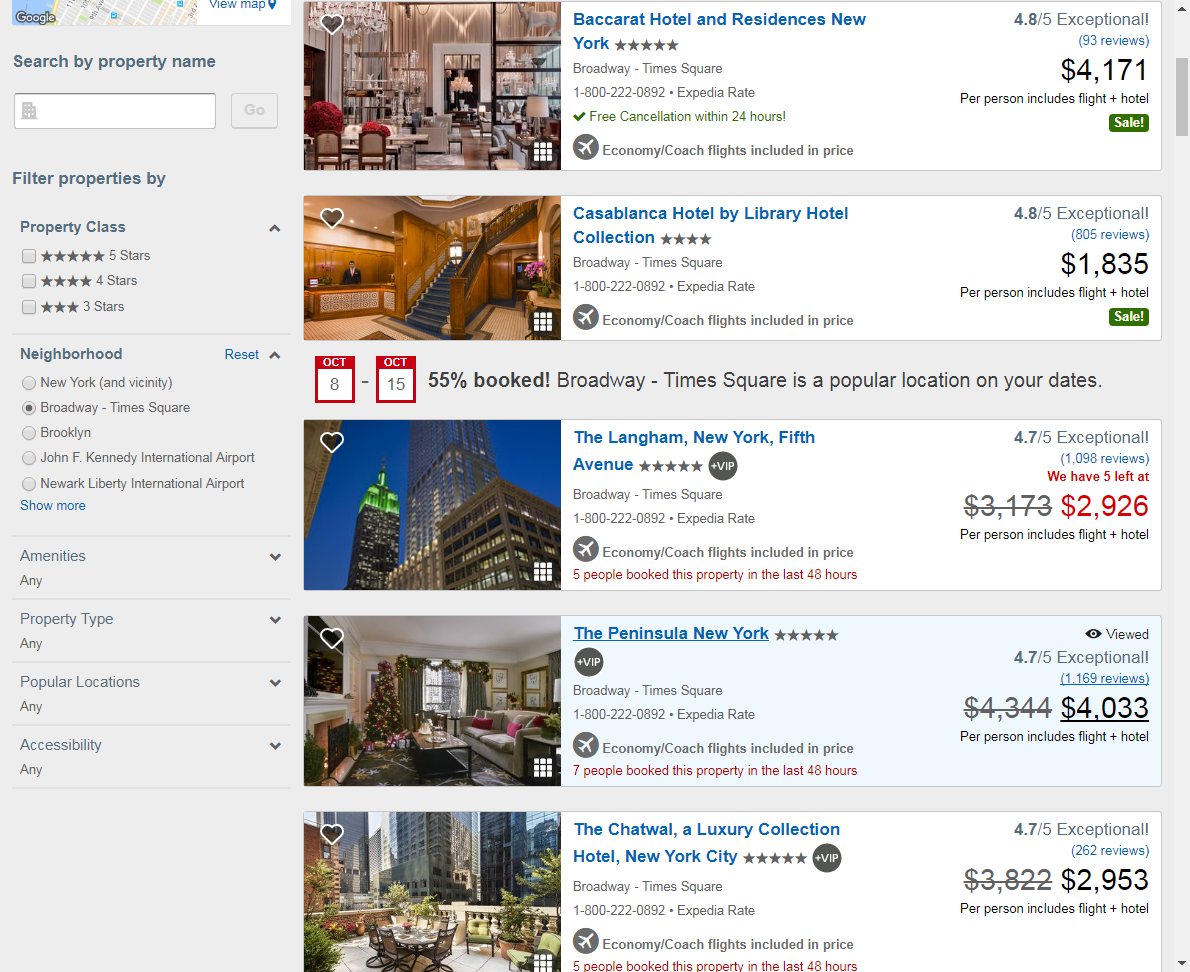 Google
View map
Search by property name
Go
Filter properties by
Property Class
★★★★★ 5 Stars
★★★★ 4 Stars
★★★ 3 Stars
Neighborhood Reset
New York (and vicinity)
Broadway - Times Square
Brooklyn
John F. Kennedy International Airport
Newark Liberty International Airport
Show more
Amenities
Any
Property Type
Any
Popular Locations
Any
Accessibility
Any
Baccarat Hotel and Residences New
York ★★★★★
Broadway - Times Square
1-800-222-0892 • Expedia Rate
Free Cancellation within 24 hours!
Economy/Coach flights included in price
4.8/5 Exceptional!
(93 reviews)
$4,171
Per person includes flight + hotel
Sale!
Casablanca Hotel by Library Hotel
Collection ★★★★
Broadway - Times Square
1-800-222-0892 • Expedia Rate
Economy/Coach flights included in price
4.8/5 Exceptional!
(805 reviews)
$1,835
Per person includes flight + hotel
Sale!
OCT
8
-
OCT
15
55% booked! Broadway - Times Square is a popular location on your dates.
The Langham, New York, Fifth
Avenue ★★★★★ +VIP
Broadway - Times Square
1-800-222-0892 • Expedia Rate
Economy/Coach flights included in price
5 people booked this property in the last 48 hours
4.7/5 Exceptional!
(1,098 reviews)
We have 5 left at
$3,173 $2,926
Per person includes flight + hotel
The Peninsula New York ★★★★★
+VIP
Broadway - Times Square
1-800-222-0892 • Expedia Rate
Economy/Coach flights included in price
7 people booked this property in the last 48 hours
Viewed
4.7/5 Exceptional!
(1,169 reviews)
$4,344 $4,033
Per person includes flight + hotel
The Chatwal, a Luxury Collection
Hotel, New York City ★★★★★ +VIP
Broadway - Times Square
1-800-222-0892 • Expedia Rate
Economy/Coach flights included in price
5 people booked this property in the last 48 hours
4.7/5 Exceptional!
(262 reviews)
$3,822 $2,953
Per person includes flight + hotel